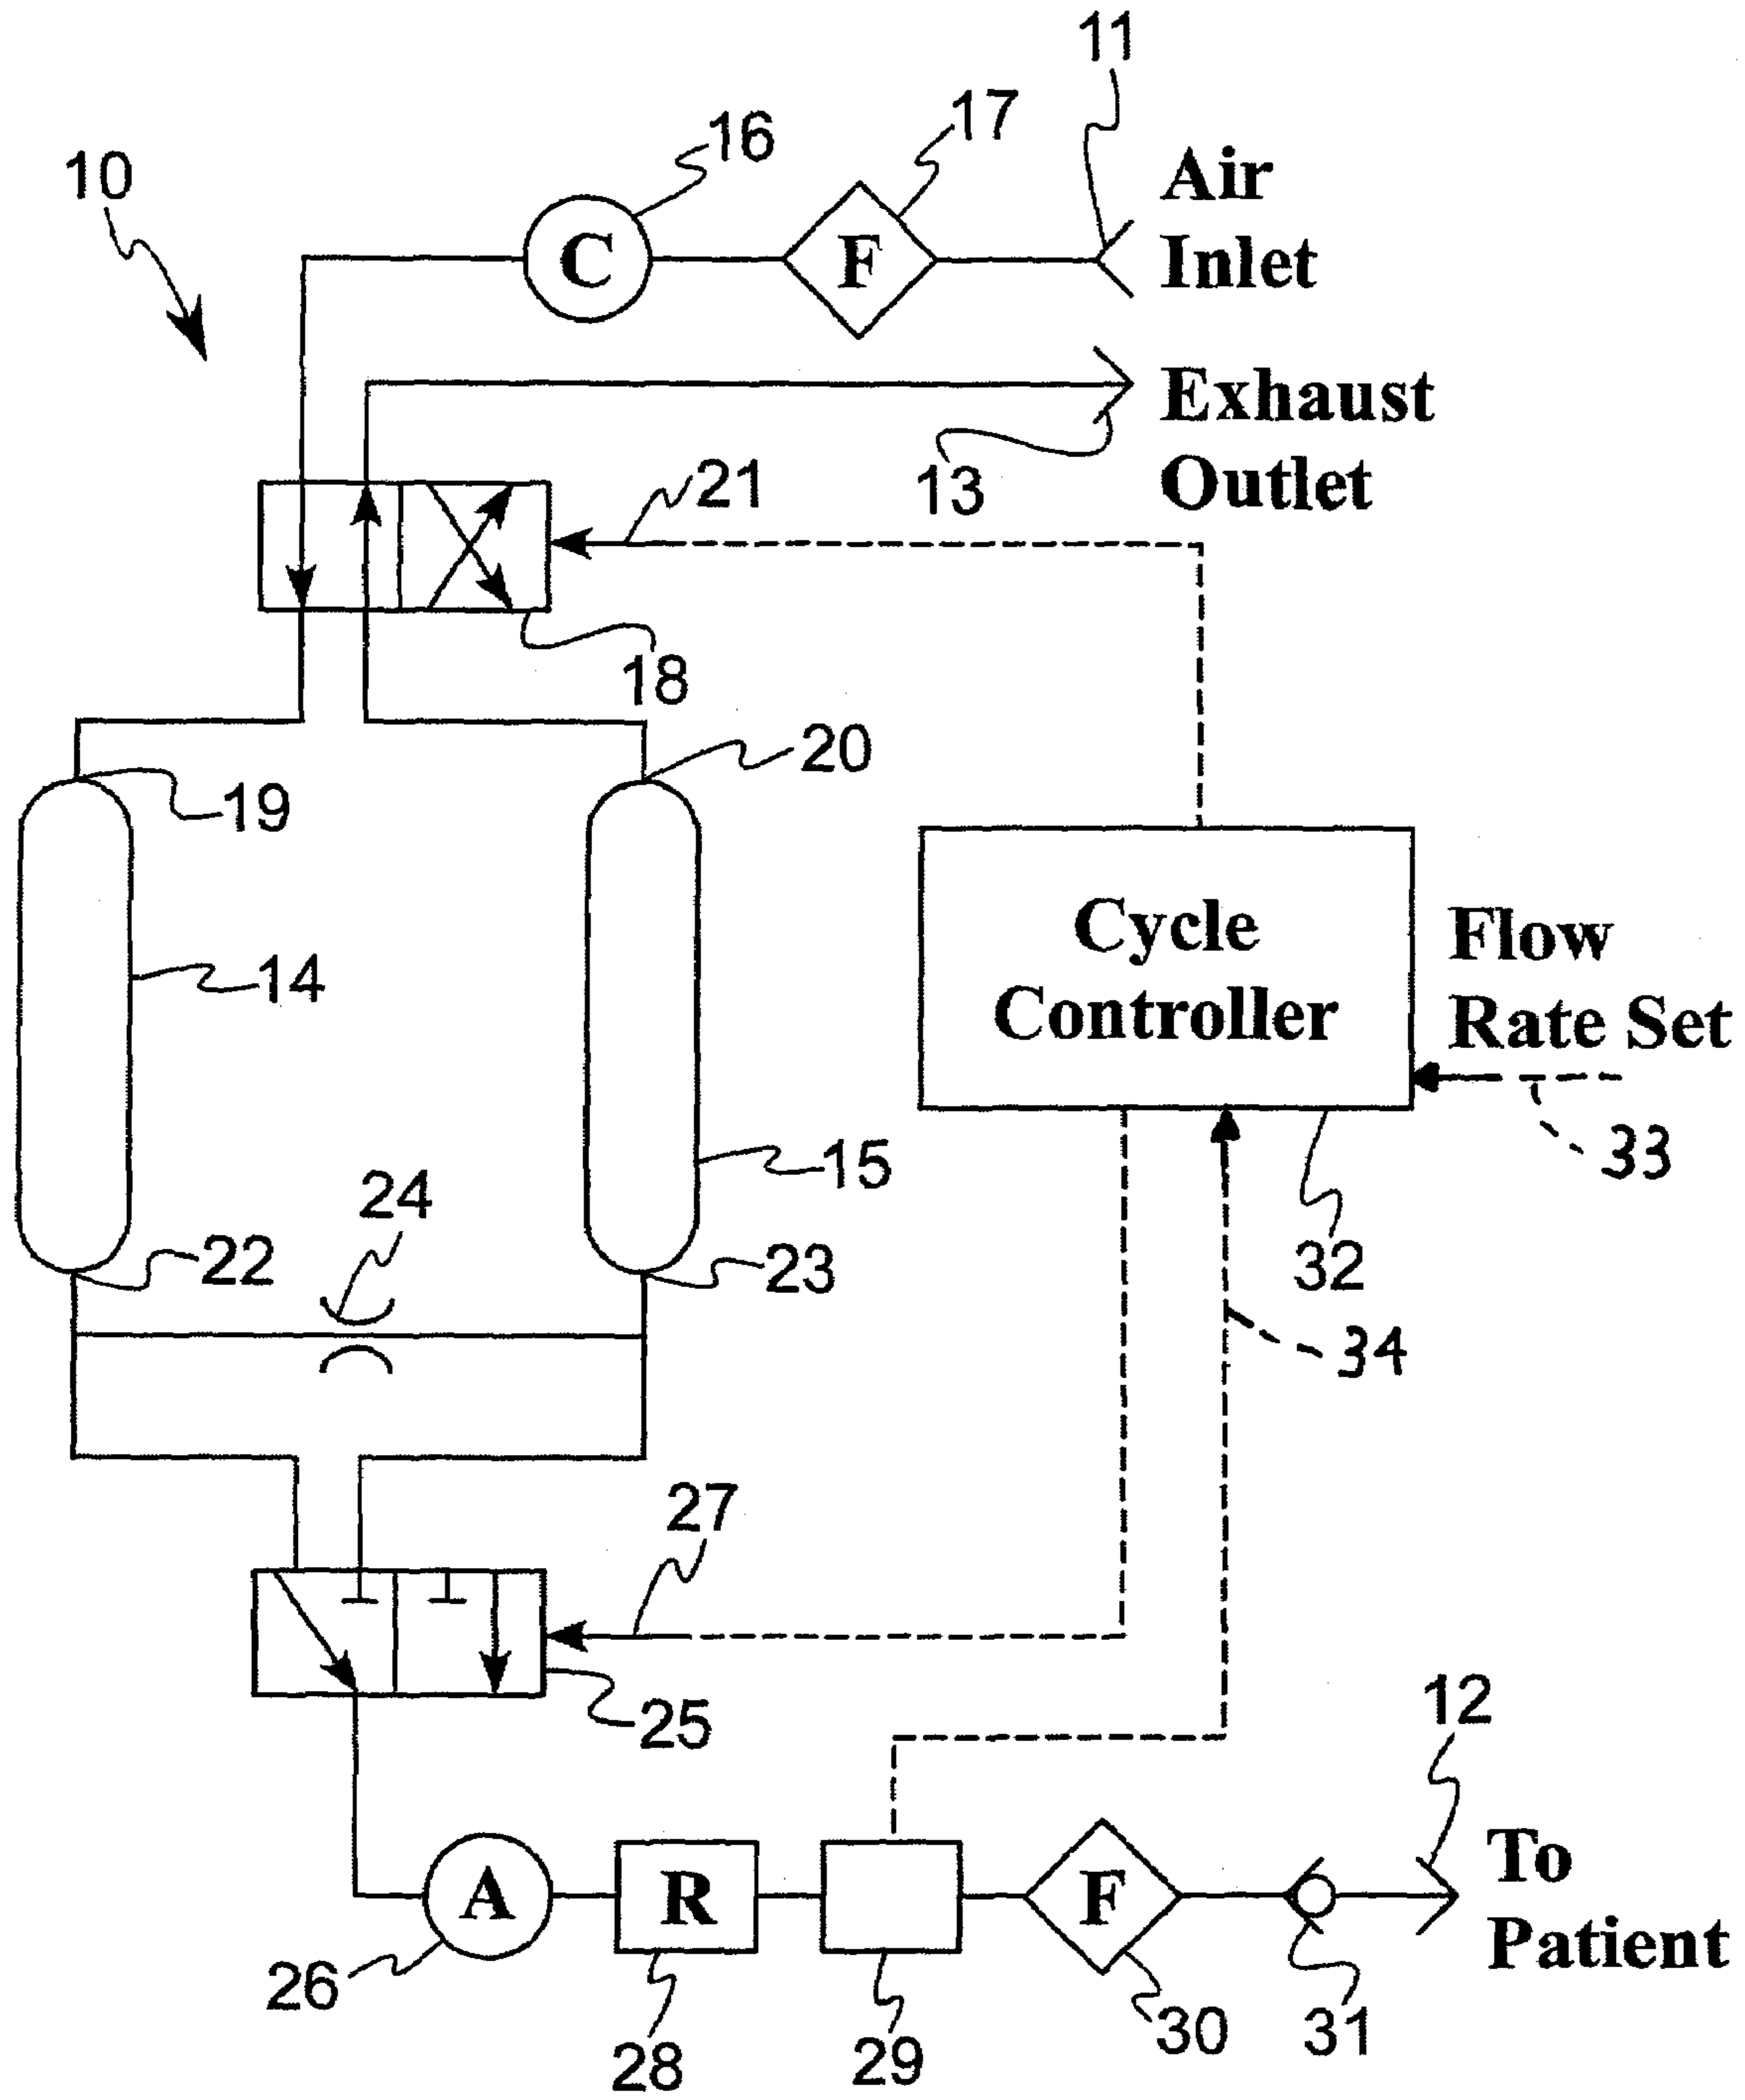 11
17
16
Air
Inlet
10
C
F
Exhaust
Outlet
13
21
18
20
19
Cycle
Controller
Flow
Rate Set
14
15
33
24
22
23
32
34
27
25
12
To
Patient
A
R
F
26
28
29
30
31